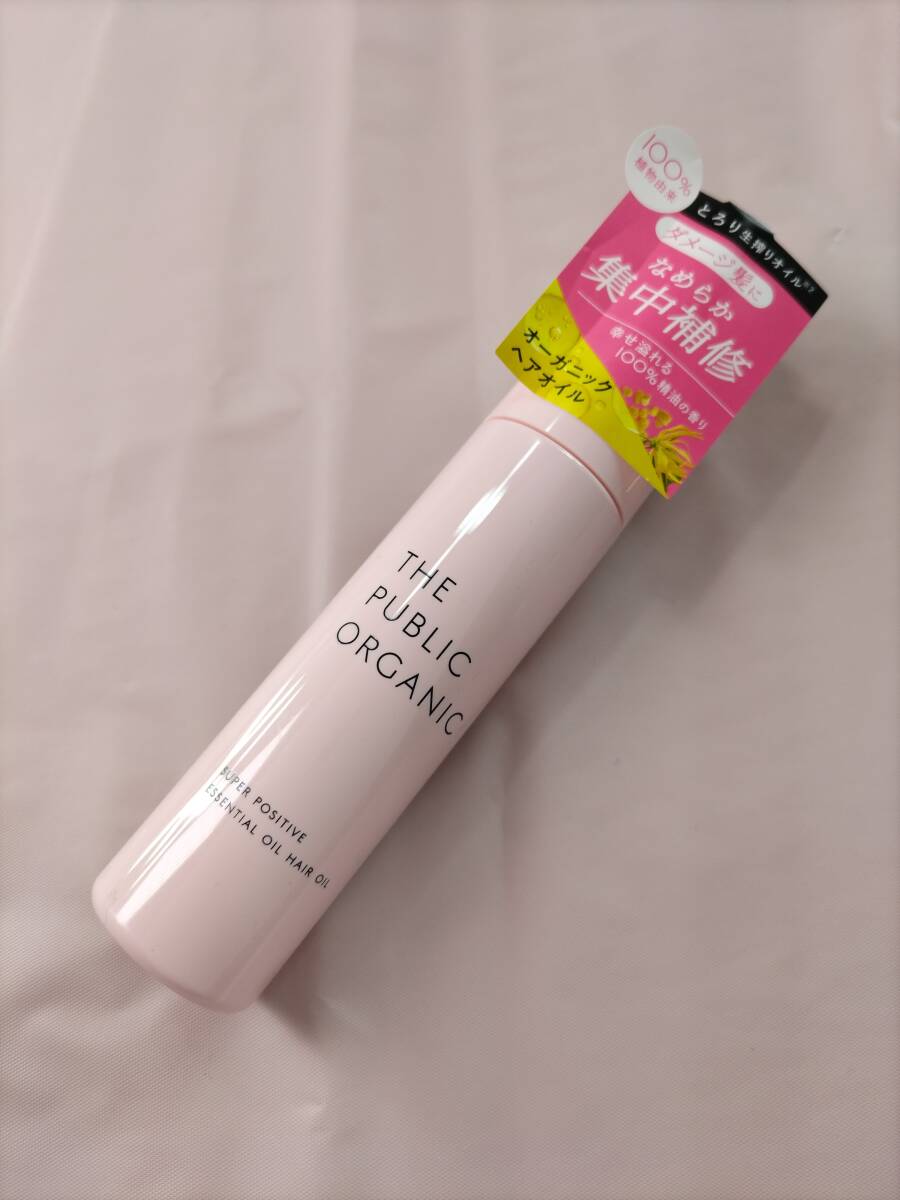 100%
植物由来
とろり生搾りオイル※2
ダメージ髪に
なめらか
集中補修
幸せ溢れる
100%精油の香り
オーガニック
ヘアオイル
THE
PUBLIC
ORGANIC
SUPER POSITIVE
ESSENTIAL OIL HAIR OIL